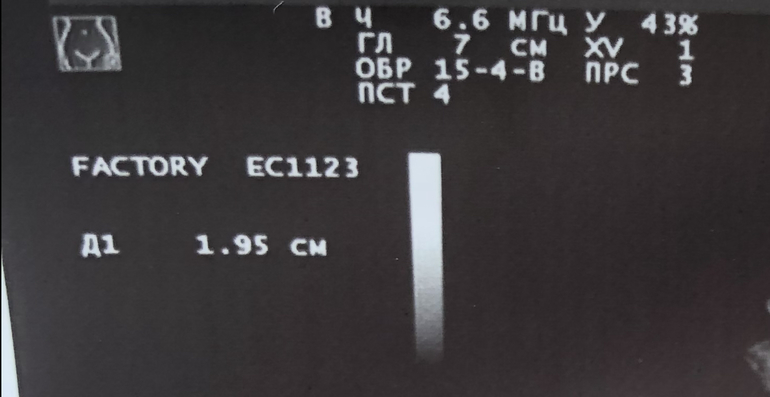 В Ч 6.6 МГЦ У 43%
ГЛ 7 СМ XV 1
ОБР 15-4-В ПРС 3
ПСТ 4
FACTORY EC1123
Д1 1.95 СМ